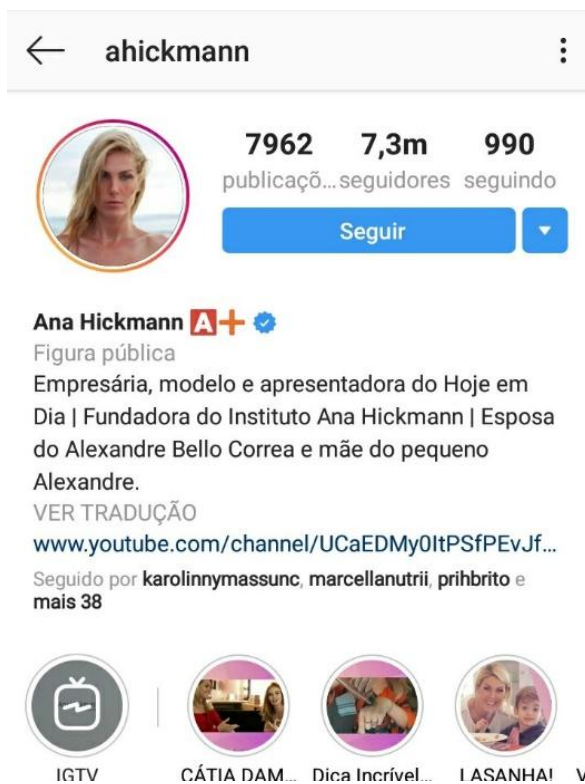 ahickmann
7962 7,3m 990
publicaçõ... seguidores seguindo
Seguir
Ana Hickmann 🅰️➕
Figura pública
Empresária, modelo e apresentadora do Hoje em
Dia | Fundadora do Instituto Ana Hickmann | Esposa
do Alexandre Bello Correa e mãe do pequeno
Alexandre.
VER TRADUÇÃO
www.youtube.com/channel/UCaEDMy0ItPSfPEvJf...
Seguido por karolinnymassunc, marcellanutrii, prihbrito e
mais 38
IGTV CÁTIA DAM... Dica Incrível... LASANHA! V